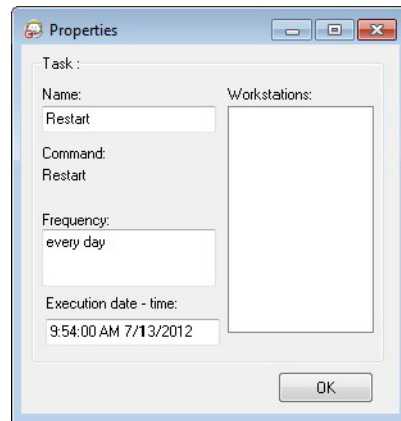 Properties
Task :
Name:
Workstations:
Restart
Command:
Restart
Frequency:
every day
Execution date - time:
9:54:00 AM 7/13/2012
OK